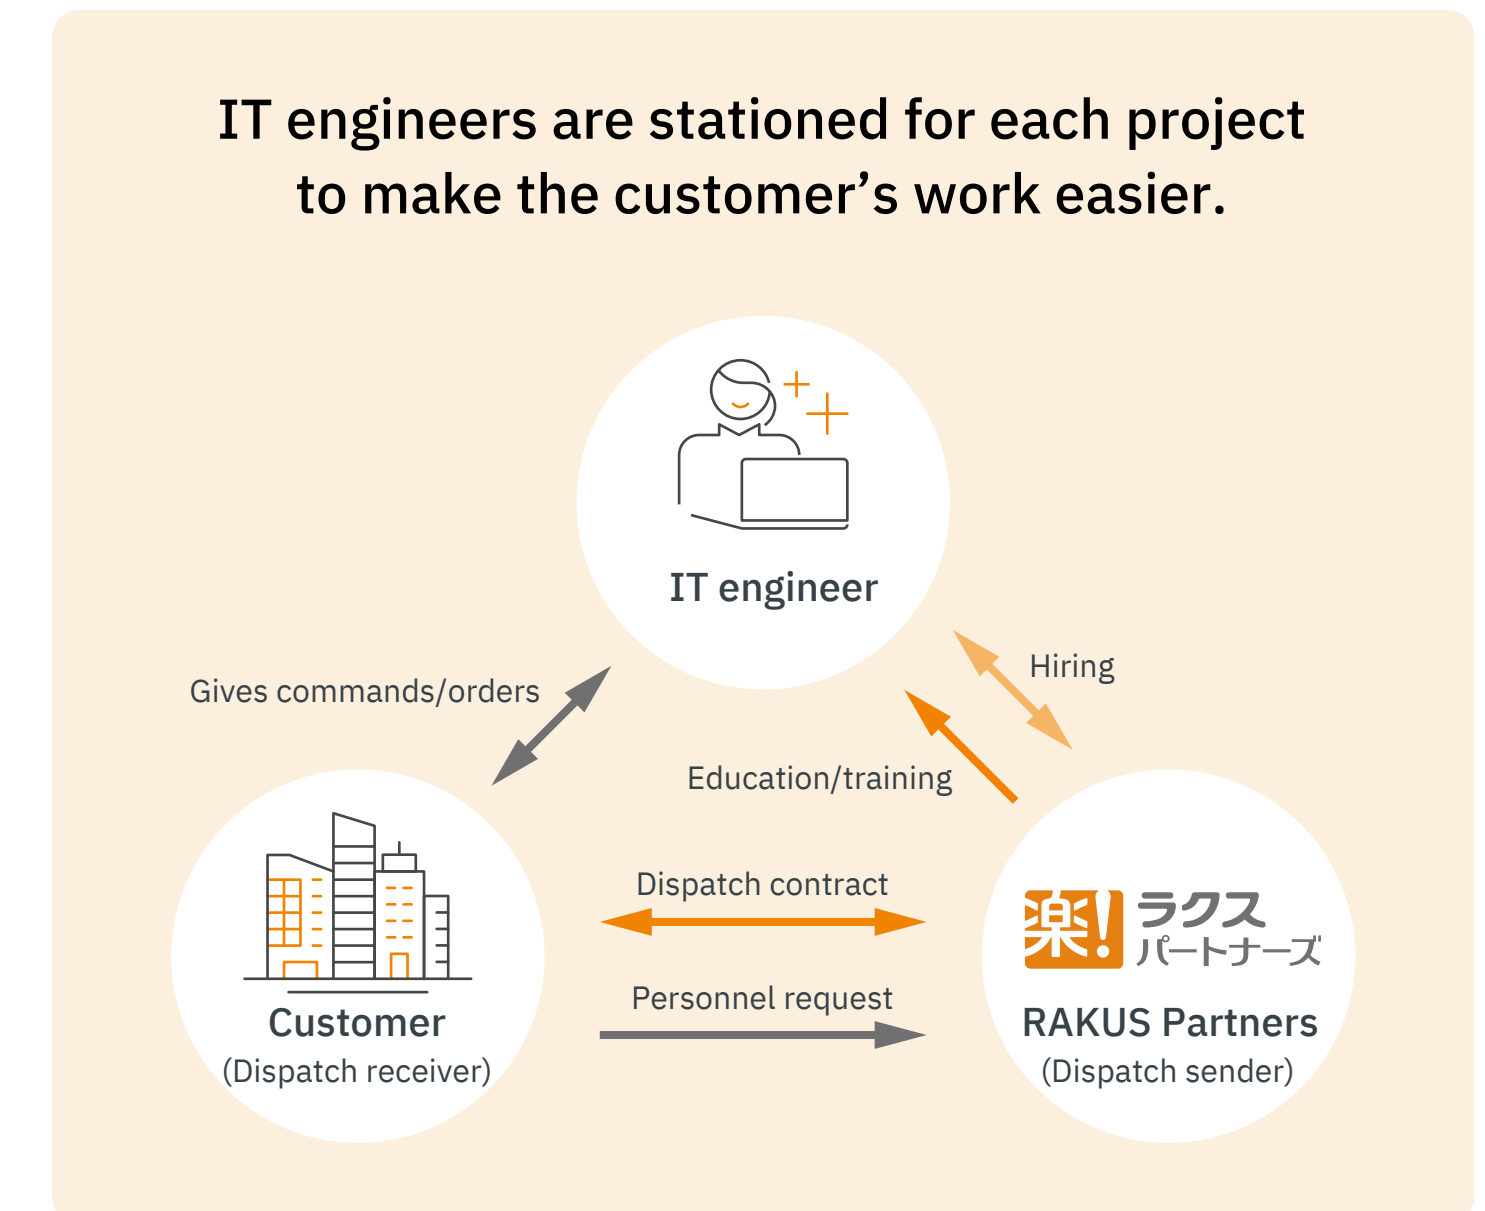 IT engineers are stationed for each project
to make the customer’s work easier.
IT engineer
Hiring
Gives commands/orders
Education/training
Dispatch contract
楽!
ラクス
パートナーズ
Personnel request
Customer
(Dispatch receiver)
RAKUS Partners
(Dispatch sender)